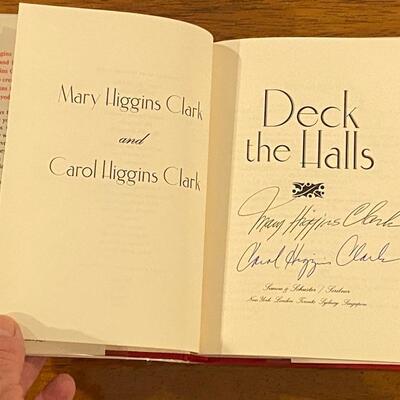 Mary Higgins Clark
and
Carol Higgins Clark
Deck
the Halls
Mary Higgins Clark
Carol Higgins Clark
Simon & Schuster / Scribner
New York London Toronto Sydney Singapore